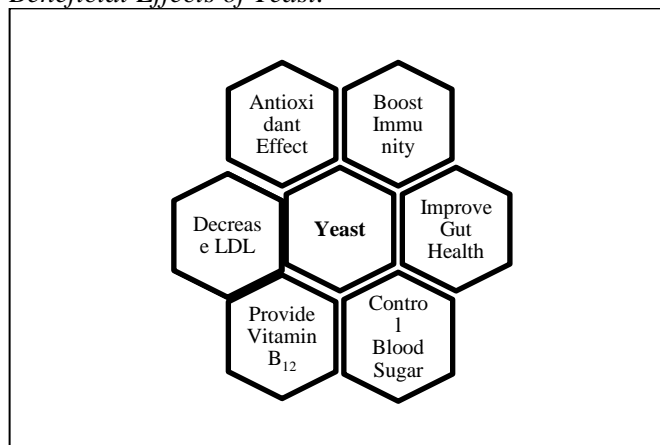 Beneficial Effects of Yeast.
Antioxi
dant
Effect
Boost
Immu
nity
Decreas
e LDL
Yeast
Improve
Gut
Health
Provide
Vitamin
B₁₂
Contro
l
Blood
Sugar